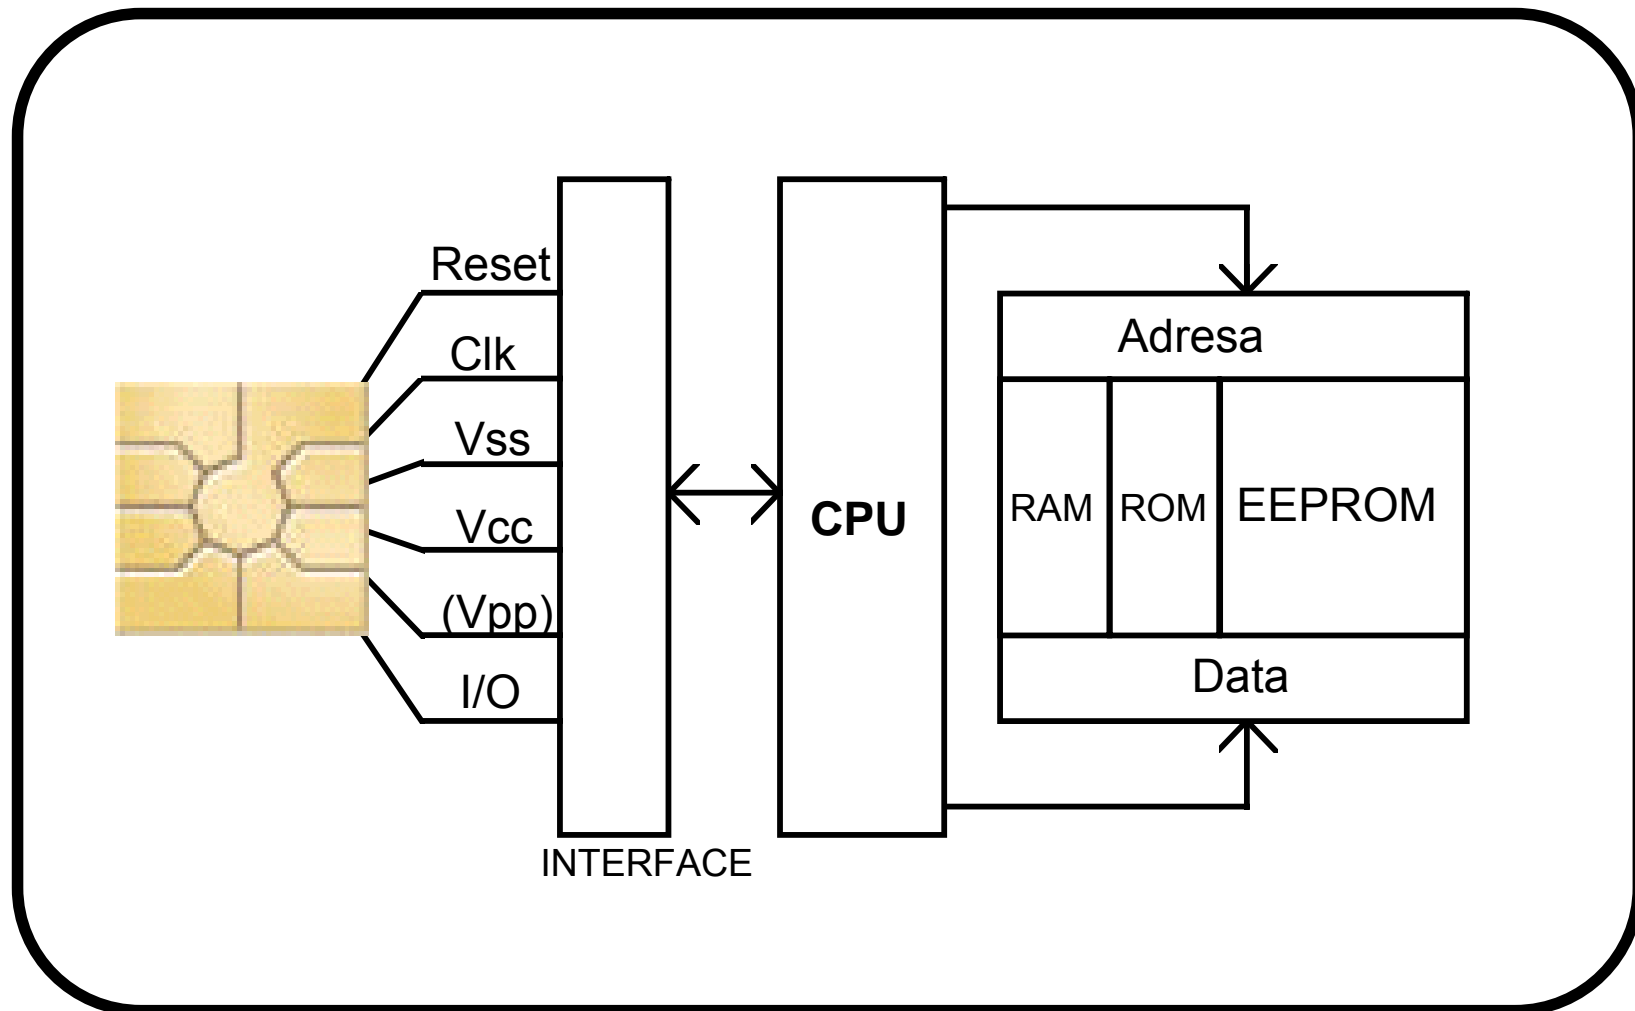 Reset
Clk
Vss
Vcc
(Vpp)
I/O
INTERFACE
CPU
Adresa
RAM
ROM
EEPROM
Data